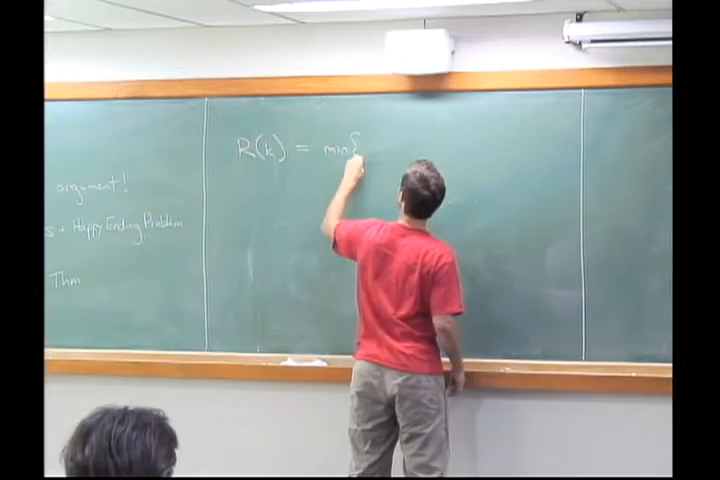 argument!
s + Happy Ending Problem
Thm
R(k) = min {